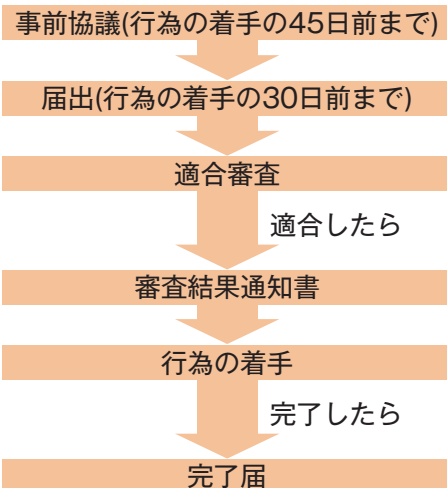 事前協議(行為の着手の45日前まで)
届出(行為の着手の30日前まで)
適合審査
適合したら
審査結果通知書
行為の着手
完了したら
完了届